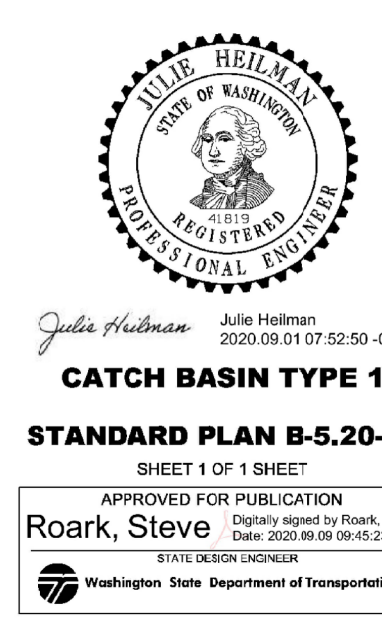 JULIE HEILMAN
STATE OF WASHINGTON
41819
REGISTERED
PROFESSIONAL ENGINEER
Julie Heilman
Julie Heilman
2020.09.01 07:52:50 -0
CATCH BASIN TYPE 1
STANDARD PLAN B-5.20-
SHEET 1 OF 1 SHEET
APPROVED FOR PUBLICATION
Roark, Steve
Digitally signed by Roark,
Date: 2020.09.09 09:45:23
STATE DESIGN ENGINEER
Washington State Department of Transportati